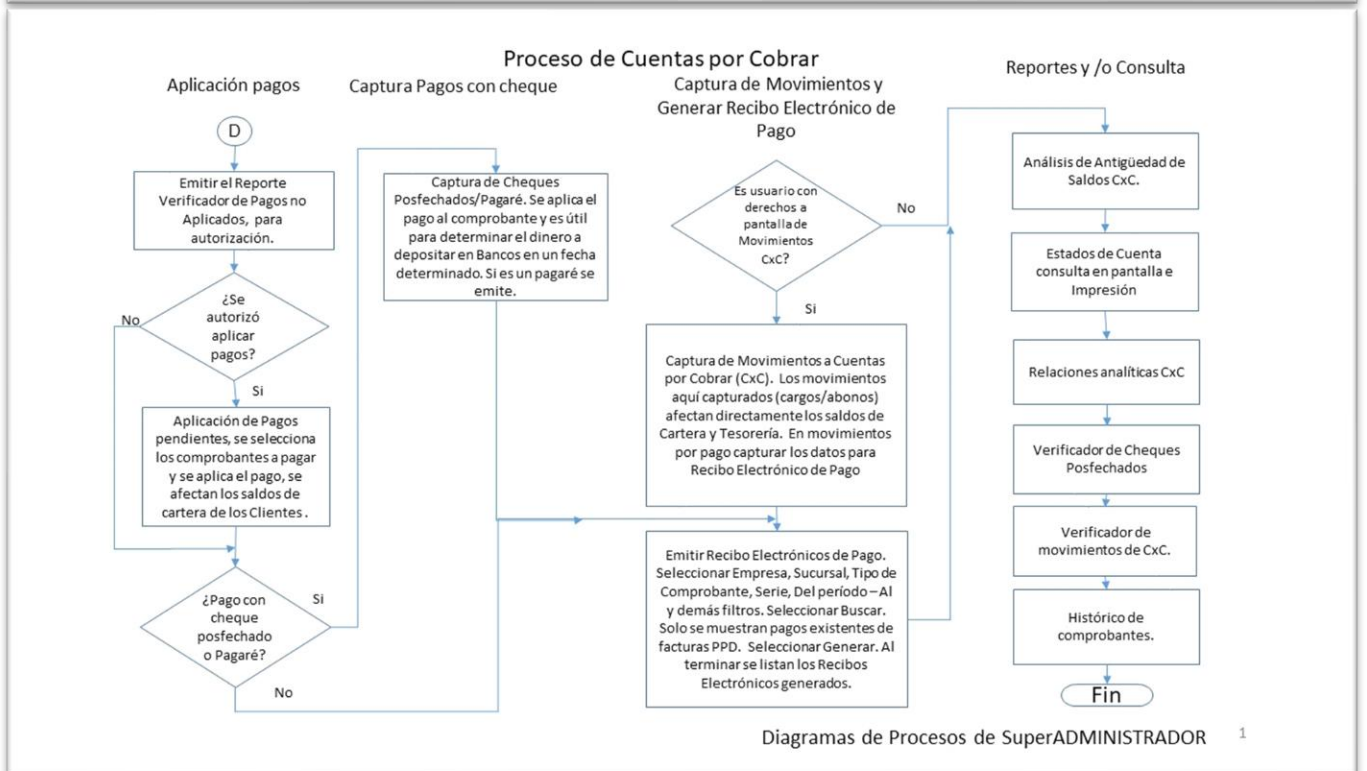 Proceso de Cuentas por Cobrar
Aplicación pagos
D
Emitir el Reporte
Verificador de Pagos no
Aplicados, para
autorización.
¿Se
autorizó
aplicar
pagos?
No
Si
Aplicación de Pagos
pendientes, se selecciona
los comprobantes a pagar
y se aplica el pago, se
afectan los saldos de
cartera de los Clientes .
¿Pago con
cheque
posfechado
o Pagaré?
Si
No
Captura Pagos con cheque
Captura de Cheques
Posfechados/Pagaré. Se aplica el
pago al comprobante y es útil
para determinar el dinero a
depositar en Bancos en un fecha
determinado. Si es un pagaré se
emite.
Captura de Movimientos y
Generar Recibo Electrónico de
Pago
Es usuario con
derechos a
pantalla de
Movimientos
CxC?
No
Si
Captura de Movimientos a Cuentas
por Cobrar (CxC). Los movimientos
aquí capturados (cargos/abonos)
afectan directamente los saldos de
Cartera y Tesorería. En movimientos
por pago capturar los datos para
Recibo Electrónico de Pago
Emitir Recibo Electrónicos de Pago.
Seleccionar Empresa, Sucursal, Tipo de
Comprobante, Serie, Del período – Al
y demás filtros. Seleccionar Buscar.
Solo se muestran pagos existentes de
facturas PPD. Seleccionar Generar. Al
terminar se listan los Recibos
Electrónicos generados.
Reportes y /o Consulta
Análisis de Antigüedad de
Saldos CxC.
Estados de Cuenta
consulta en pantalla e
Impresión
Relaciones analíticas CxC
Verificador de Cheques
Posfechados
Verificador de
movimientos de CxC.
Histórico de
comprobantes.
Fin
Diagramas de Procesos de SuperADMINISTRADOR
1